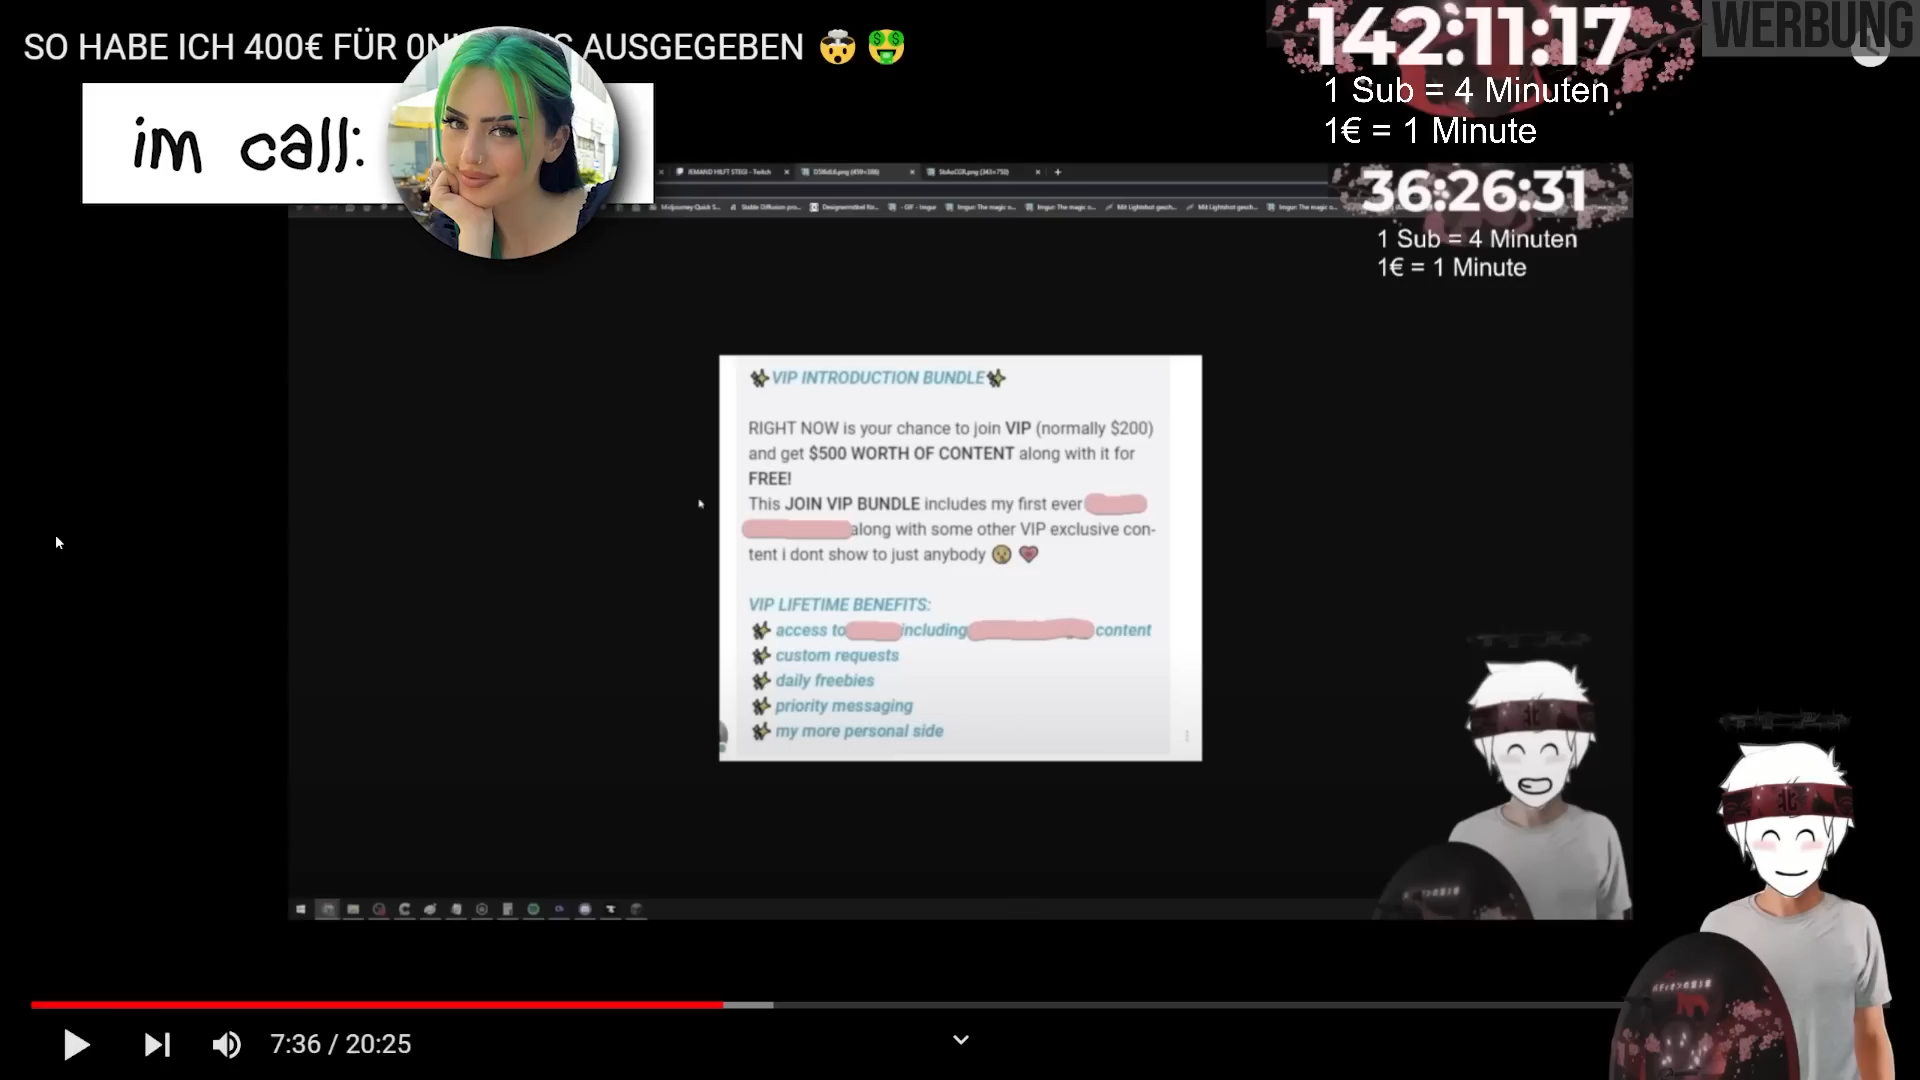 SO HABE ICH 400€ FÜR 0N AUSGEGEBEN 🤯 🤑
142:11:17
WERBUNG
1 Sub = 4 Minuten
1€ = 1 Minute
im call:
JEMAND HILFT STEGI - Twitch
36:26:31
1 Sub = 4 Minuten
1€ = 1 Minute
✨VIP INTRODUCTION BUNDLE✨
RIGHT NOW is your chance to join VIP (normally $200)
and get $500 WORTH OF CONTENT along with it for
FREE!
This JOIN VIP BUNDLE includes my first ever
along with some other VIP exclusive con-
tent i dont show to just anybody 😲 💗
VIP LIFETIME BENEFITS:
✨ access to including content
✨ custom requests
✨ daily freebies
✨ priority messaging
✨ my more personal side
7:36 / 20:25